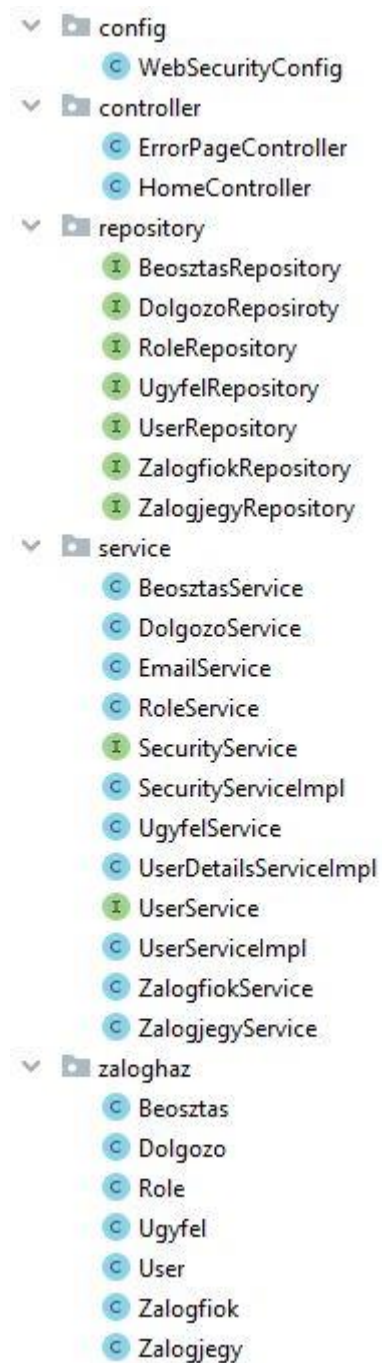 config
WebSecurityConfig
controller
ErrorPageController
HomeController
repository
BeosztasRepository
DolgozoReposiroty
RoleRepository
UgyfelRepository
UserRepository
ZalogfiokRepository
ZalogjegyRepository
service
BeosztasService
DolgozoService
EmailService
RoleService
SecurityService
SecurityServiceImpl
UgyfelService
UserDetailsServiceImpl
UserService
UserServiceImpl
ZalogfiokService
ZalogjegyService
zaloghaz
Beosztas
Dolgozo
Role
Ugyfel
User
Zalogfiok
Zalogjegy